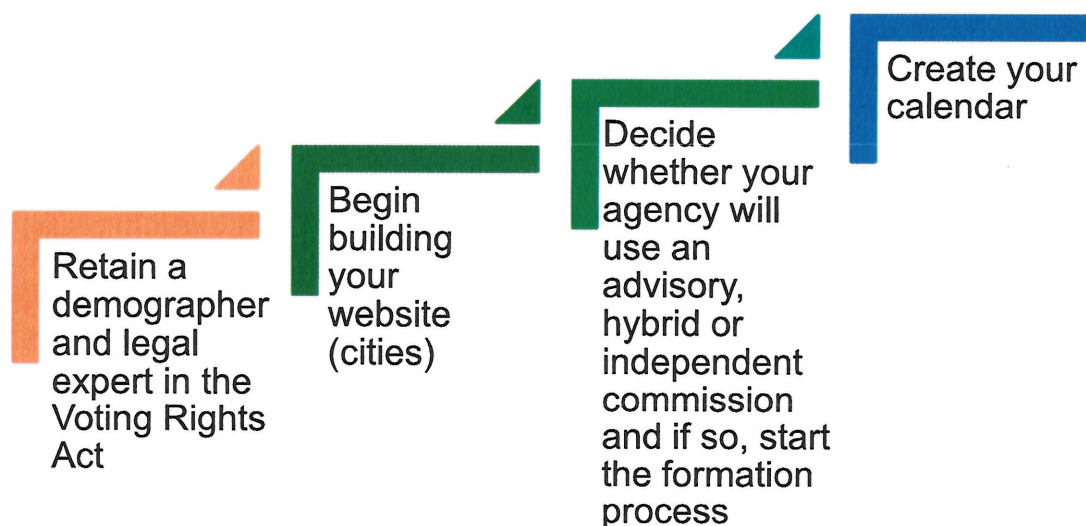 Retain a
demographer
and legal
expert in the
Voting Rights
Act
Begin
building
your
website
(cities)
Decide
whether your
agency will
use an
advisory,
hybrid or
independent
commission
and if so, start
the formation
process
Create your
calendar